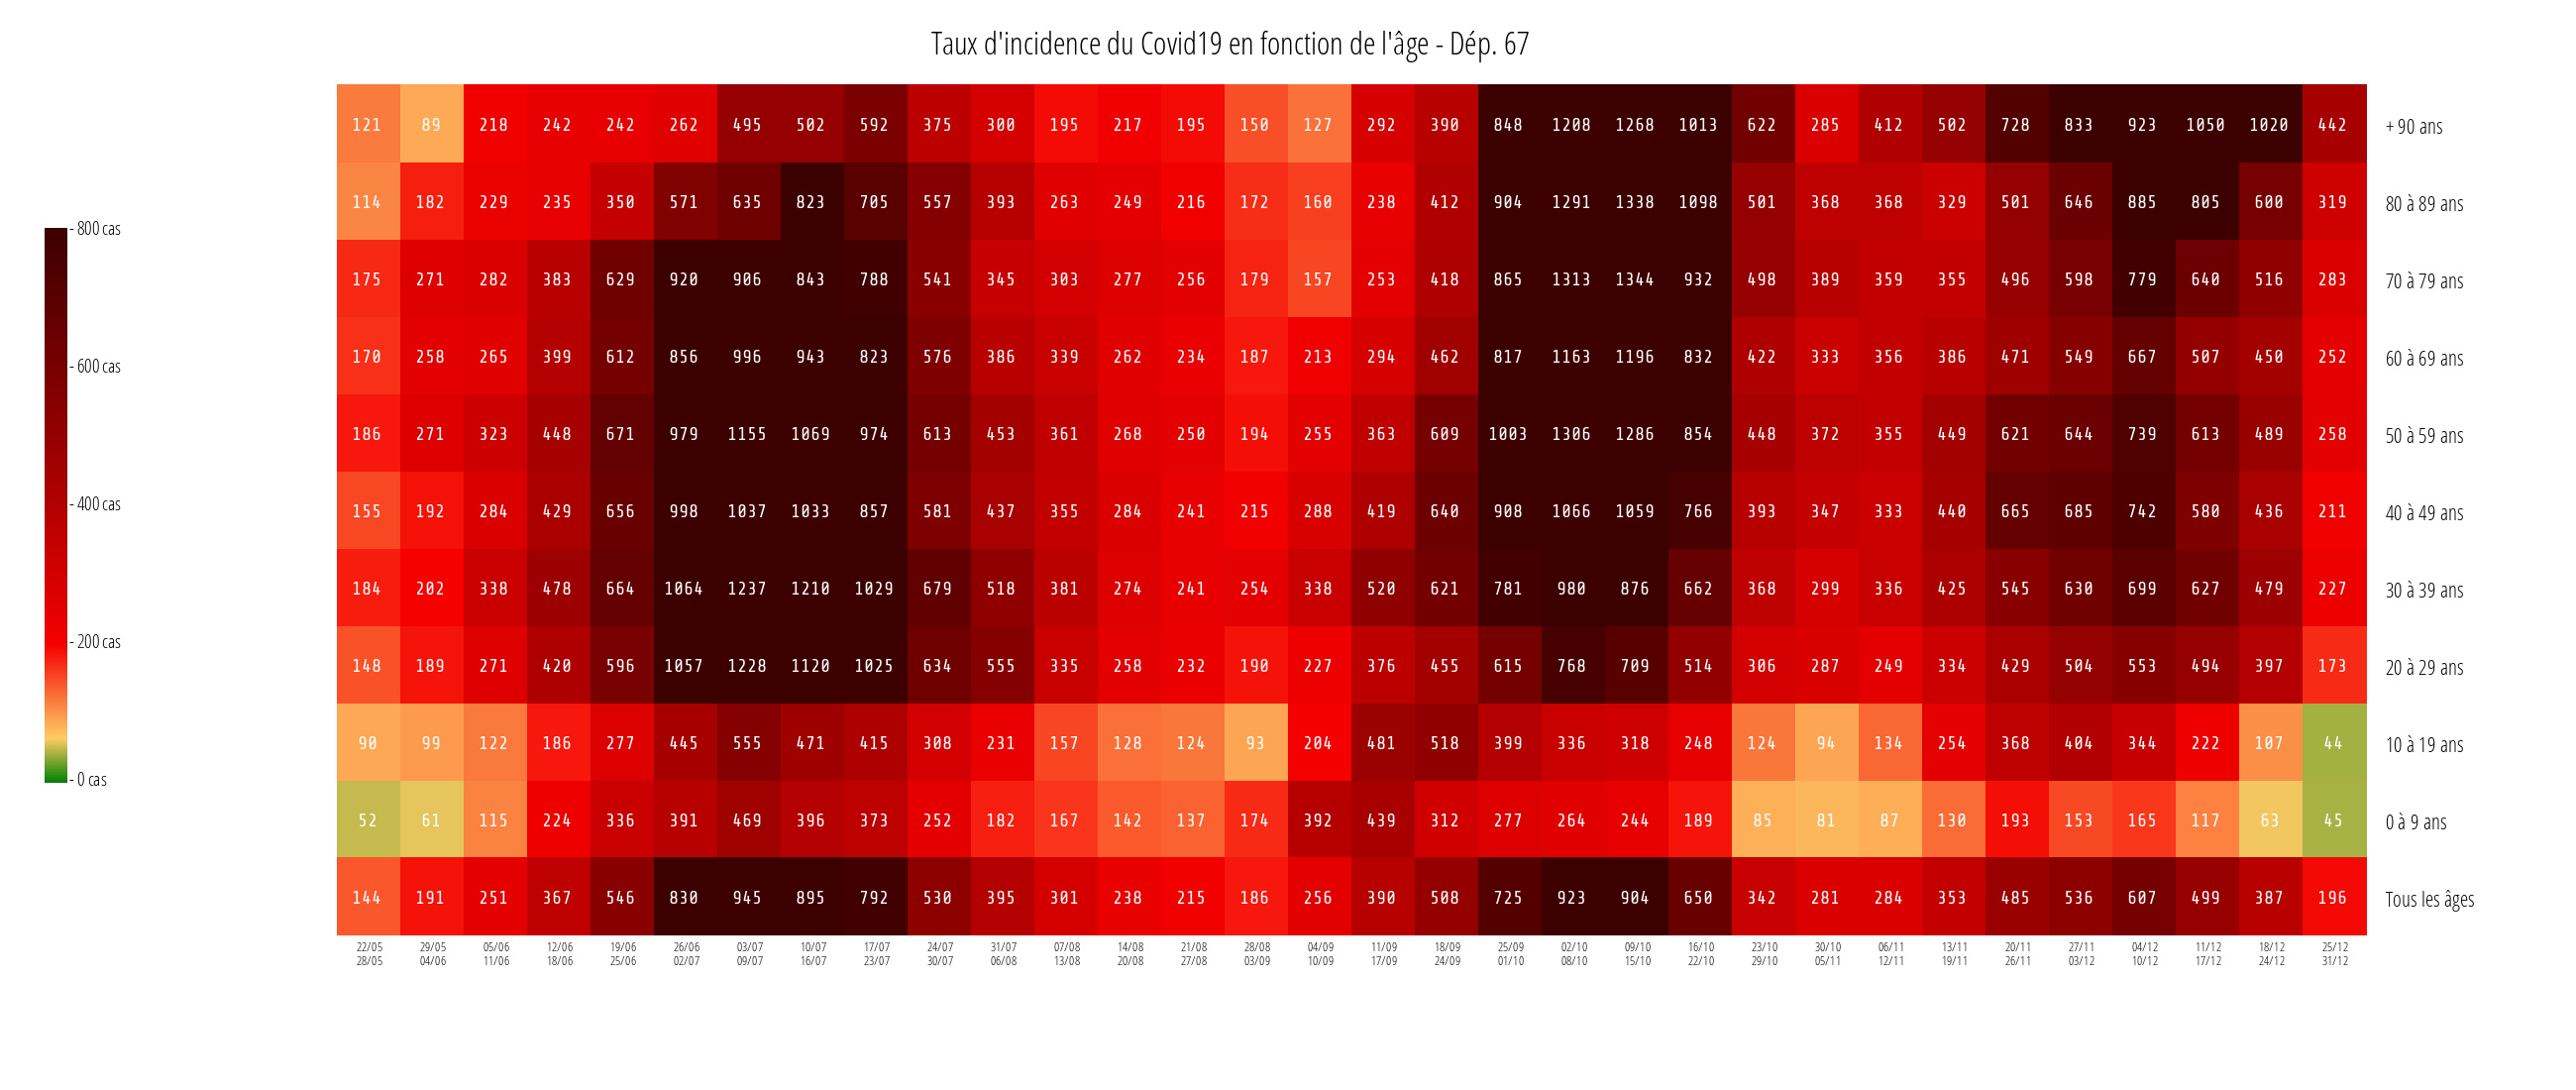 Taux d'incidence du Covid19 en fonction de l'âge - Dép. 67
121 89 218 242 242 262 495 502 592 375 300 195 217 195 150 127 292 390 848 1208 1268 1013 622 285 412 502 728 833 923 1050 1020 442 + 90 ans
114 182 229 235 350 571 635 823 705 557 393 263 249 216 172 160 238 412 904 1291 1338 1098 501 368 368 329 501 646 885 805 600 319 80 à 89 ans
- 800 cas
175 271 282 383 629 920 906 843 788 541 345 303 277 256 179 157 253 418 865 1313 1344 932 498 389 359 355 496 598 779 640 516 283 70 à 79 ans
170 258 265 399 612 856 996 943 823 576 386 339 262 234 187 213 294 462 817 1163 1196 832 422 333 356 386 471 549 667 507 450 252 60 à 69 ans
- 600 cas
186 271 323 448 671 979 1155 1069 974 613 453 361 268 250 194 255 363 609 1003 1306 1286 854 448 372 355 449 621 644 739 613 489 258 50 à 59 ans
- 400 cas
155 192 284 429 656 998 1037 1033 857 581 437 355 284 241 215 288 419 640 908 1066 1059 766 393 347 333 440 665 685 742 580 436 211 40 à 49 ans
184 202 338 478 664 1064 1237 1210 1029 679 518 381 274 241 254 338 520 621 781 980 876 662 368 299 336 425 545 630 699 627 479 227 30 à 39 ans
- 200 cas
148 189 271 420 596 1057 1228 1120 1025 634 555 335 258 232 190 227 376 455 615 768 709 514 306 287 249 334 429 504 553 494 397 173 20 à 29 ans
90 99 122 186 277 445 555 471 415 308 231 157 128 124 93 204 481 518 399 336 318 248 124 94 134 254 368 404 344 222 107 44 10 à 19 ans
- 0 cas
52 61 115 224 336 391 469 396 373 252 182 167 142 137 174 392 439 312 277 264 244 189 85 81 87 130 193 153 165 117 63 45 0 à 9 ans
144 191 251 367 546 830 945 895 792 530 395 301 238 215 186 256 390 508 725 923 904 650 342 281 284 353 485 536 607 499 387 196 Tous les âges
22/05 29/05 05/06 12/06 19/06 26/06 03/07 10/07 17/07 24/07 31/07 07/08 14/08 21/08 28/08 04/09 11/09 18/09 25/09 02/10 09/10 16/10 23/10 30/10 06/11 13/11 20/11 27/11 04/12 11/12 18/12 25/12
28/05 04/06 11/06 18/06 25/06 02/07 09/07 16/07 23/07 30/07 06/08 13/08 20/08 27/08 03/09 10/09 17/09 24/09 01/10 08/10 15/10 22/10 29/10 05/11 12/11 19/11 26/11 03/12 10/12 17/12 24/12 31/12